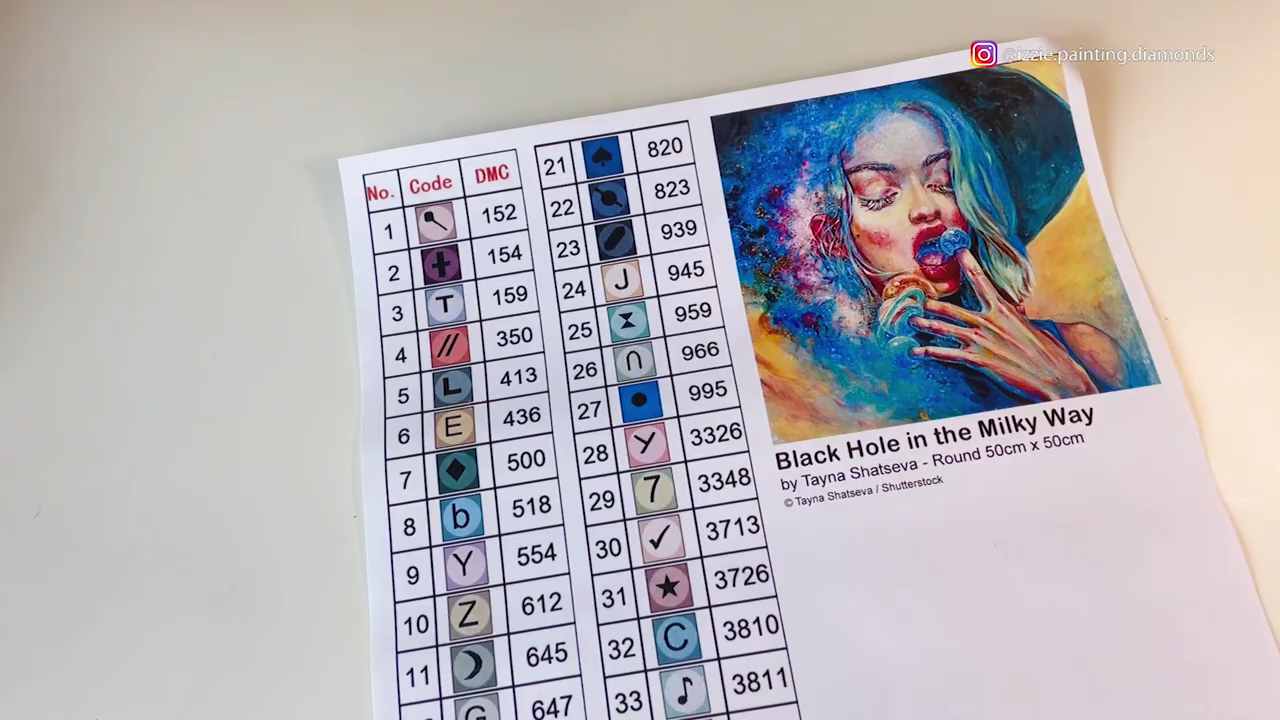 @izzie.painting.diamonds
No. Code DMC
1 152
2 154
3 T 159
4 // 350
5 L 413
6 E 436
7 500
8 b 518
9 Y 554
10 Z 612
11 645
G 647
21 ♠ 820
22 823
23 939
24 J 945
25 959
26 ∩ 966
27 ● 995
28 Y 3326
29 7 3348
30 ✓ 3713
31 ★ 3726
32 C 3810
33 ♪ 3811
Black Hole in the Milky Way
by Tayna Shatseva - Round 50cm x 50cm
© Tayna Shatseva / Shutterstock